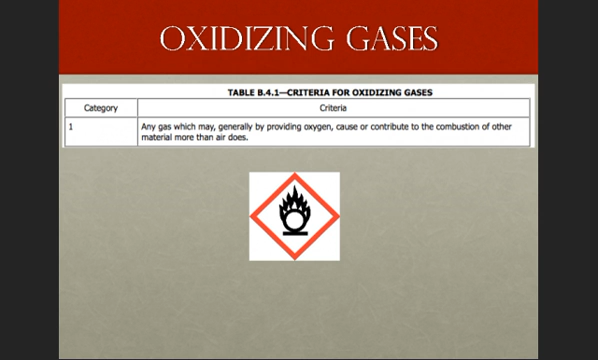 OXIDIZING GASES
TABLE B.4.1—CRITERIA FOR OXIDIZING GASES
Category Criteria
1 Any gas which may, generally by providing oxygen, cause or contribute to the combustion of other
material more than air does.